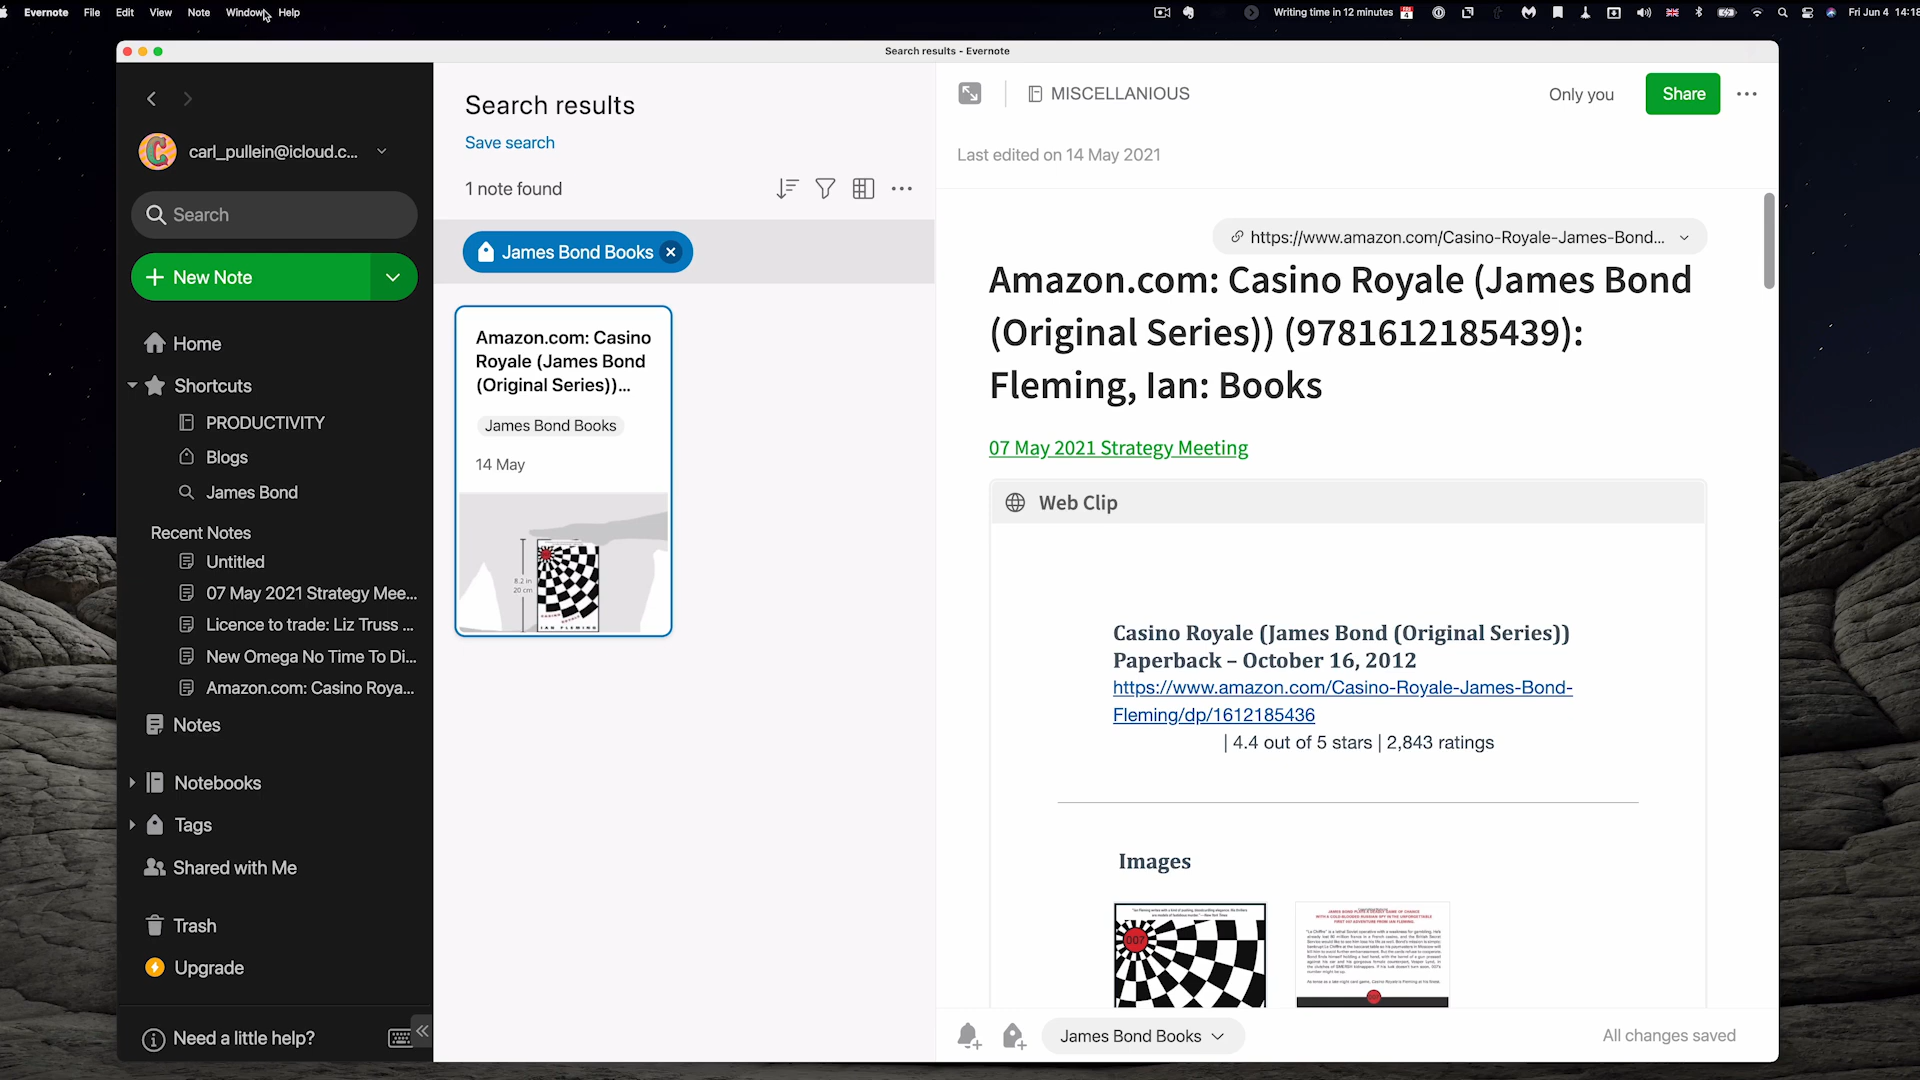 Evernote File Edit View Note Window Help
Writing time in 12 minutes
Fri Jun 4 14:18
Search results - Evernote
carl_pullein@icloud.c...
Search
New Note
Home
Shortcuts
PRODUCTIVITY
Blogs
James Bond
Recent Notes
Untitled
07 May 2021 Strategy Mee...
Licence to trade: Liz Truss ...
New Omega No Time To Di...
Amazon.com: Casino Roya...
Notes
Notebooks
Tags
Shared with Me
Trash
Upgrade
Need a little help?
Search results
Save search
1 note found
James Bond Books
Amazon.com: Casino
Royale (James Bond
(Original Series))...
James Bond Books
14 May
8.2 in
20 cm
IAN FLEMING
MISCELLANIOUS
Only you
Share
Last edited on 14 May 2021
https://www.amazon.com/Casino-Royale-James-Bond...
Amazon.com: Casino Royale (James Bond
(Original Series)) (9781612185439):
Fleming, Ian: Books
07 May 2021 Strategy Meeting
Web Clip
Casino Royale (James Bond (Original Series))
Paperback – October 16, 2012
https://www.amazon.com/Casino-Royale-James-Bond-
Fleming/dp/1612185436
| 4.4 out of 5 stars | 2,843 ratings
Images
007
James Bond Books
All changes saved